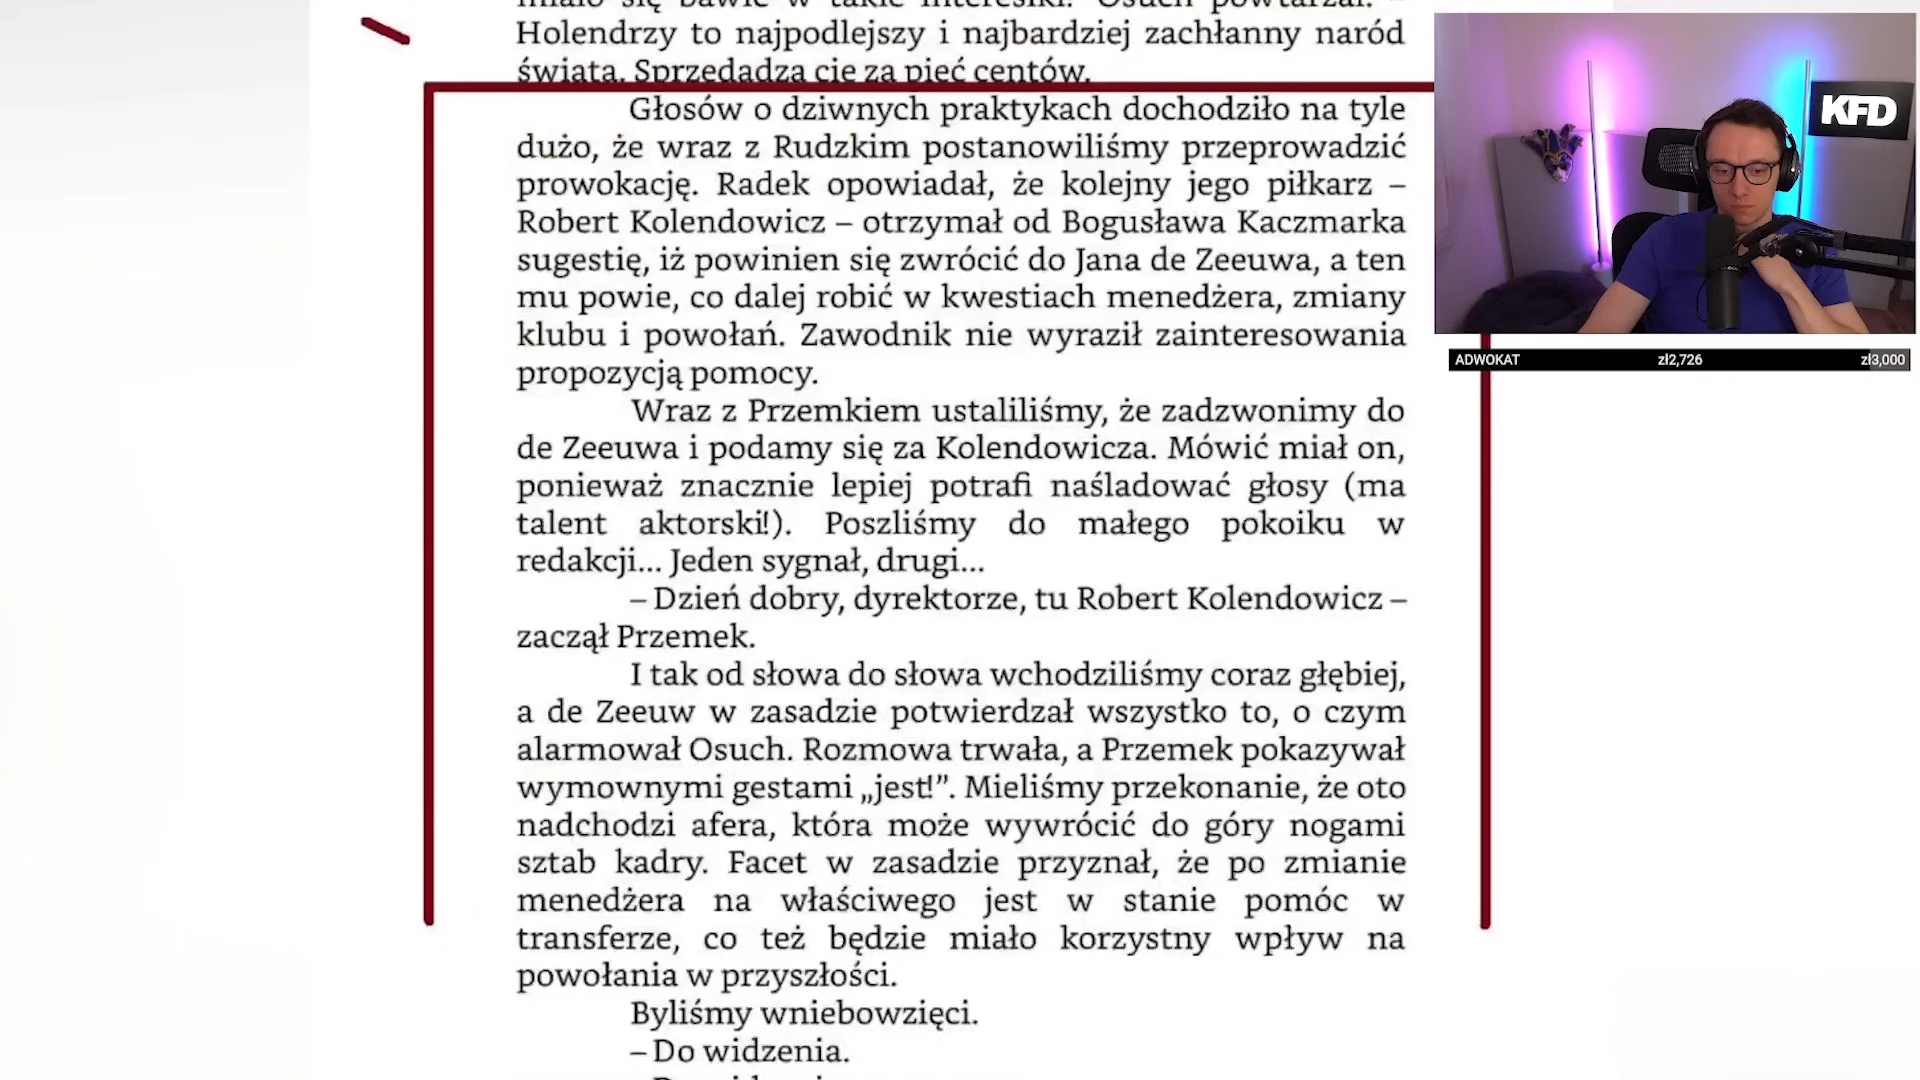 miało się bawić w takie interesiki! Osuch powtarzał: –
Holendrzy to najpodlejszy i najbardziej zachłanny naród
świata. Sprzedadzą cię za pięć centów.
Głosów o dziwnych praktykach dochodziło na tyle
dużo, że wraz z Rudzkim postanowiliśmy przeprowadzić
prowokację. Radek opowiadał, że kolejny jego piłkarz –
Robert Kolendowicz – otrzymał od Bogusława Kaczmarka
sugestię, iż powinien się zwrócić do Jana de Zeeuwa, a ten
mu powie, co dalej robić w kwestiach menedżera, zmiany
klubu i powołań. Zawodnik nie wyraził zainteresowania
propozycją pomocy.
Wraz z Przemkiem ustaliliśmy, że zadzwonimy do
de Zeeuwa i podamy się za Kolendowicza. Mówić miał on,
ponieważ znacznie lepiej potrafi naśladować głosy (ma
talent aktorski!). Poszliśmy do małego pokoiku w
redakcji... Jeden sygnał, drugi...
– Dzień dobry, dyrektorze, tu Robert Kolendowicz –
zaczął Przemek.
I tak od słowa do słowa wchodziliśmy coraz głębiej,
a de Zeeuw w zasadzie potwierdzał wszystko to, o czym
alarmował Osuch. Rozmowa trwała, a Przemek pokazywał
wymownymi gestami „jest!”. Mieliśmy przekonanie, że oto
nadchodzi afera, która może wywrócić do góry nogami
sztab kadry. Facet w zasadzie przyznał, że po zmianie
menedżera na właściwego jest w stanie pomóc w
transferze, co też będzie miało korzystny wpływ na
powołania w przyszłości.
Byliśmy wniebowzięci.
– Do widzenia.
KFD
ADWOKAT zł2,726 zł3,000